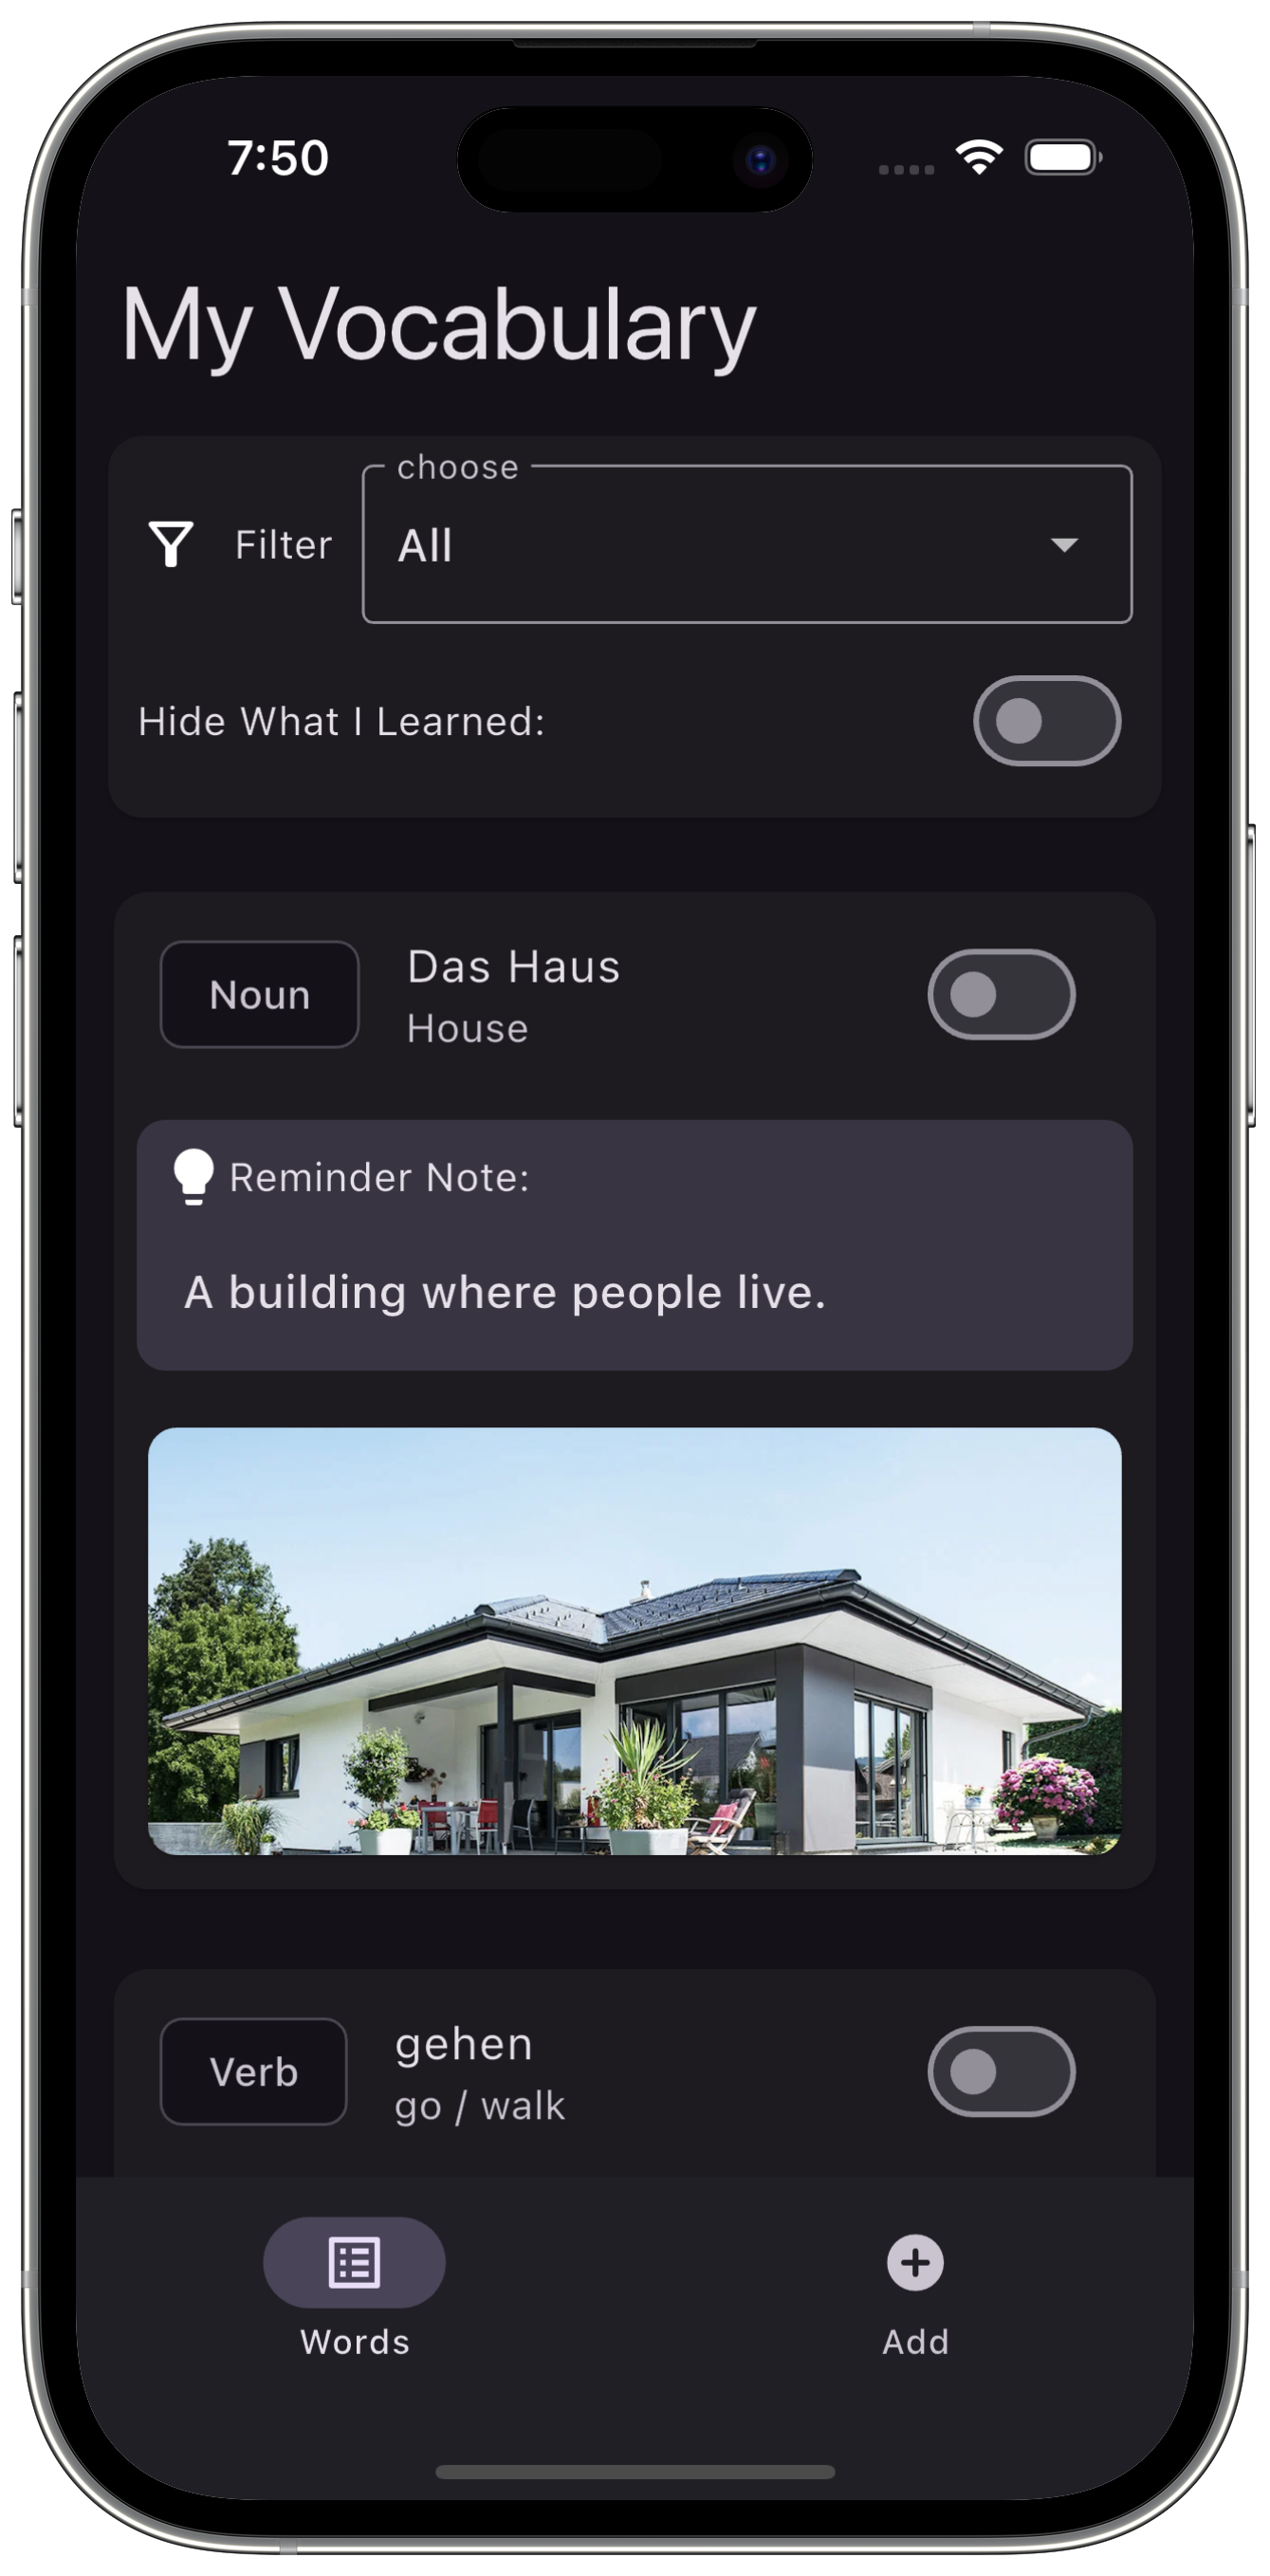 7:50
My Vocabulary
choose
Filter
All
Hide What I Learned:
Noun
Das Haus
House
Reminder Note:
A building where people live.
Verb
gehen
go / walk
Words
Add